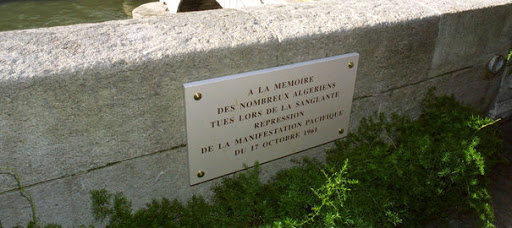 A LA MEMOIRE
DES NOMBREUX ALGERIENS
TUES LORS DE LA SANGLANTE
REPRESSION
DE LA MANIFESTATION PACIFIQUE
DU 17 OCTOBRE 1961